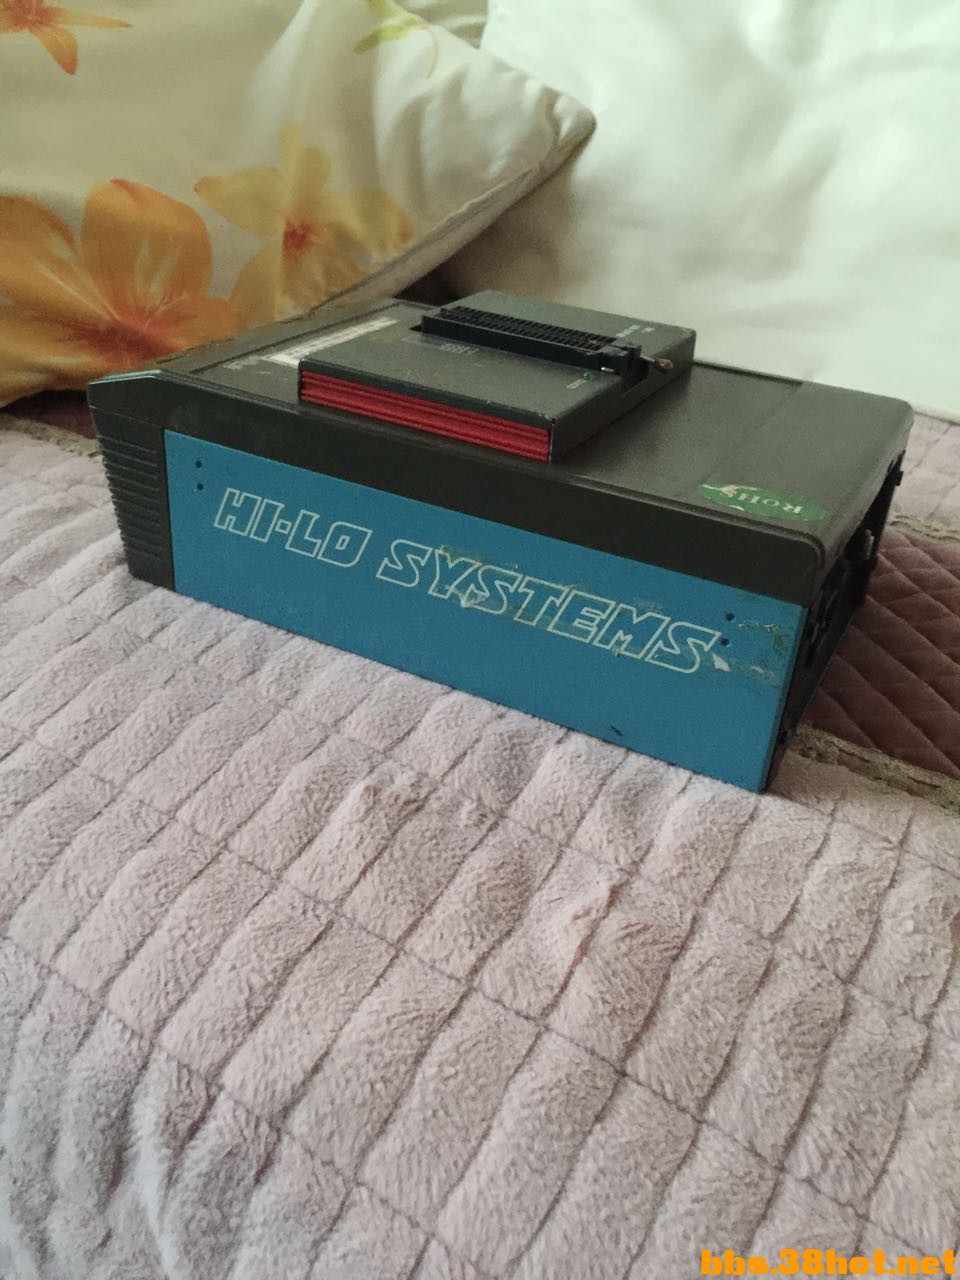 HI-LO SYSTEMS
ROHS
bbs.38hot.net